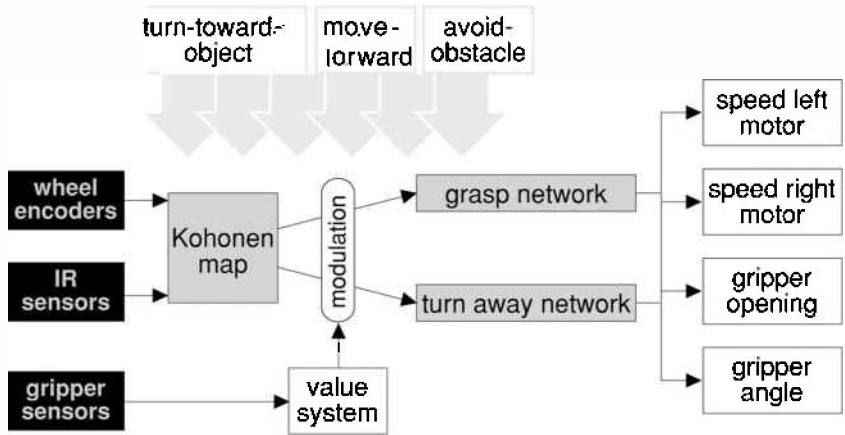 turn-toward-
object
move-
lorward
avoid-
obstacle
wheel
encoders
IR
sensors
gripper
sensors
Kohonen
map
modulation
value
system
grasp network
turn away network
speed left
motor
speed right
motor
gripper
opening
gripper
angle